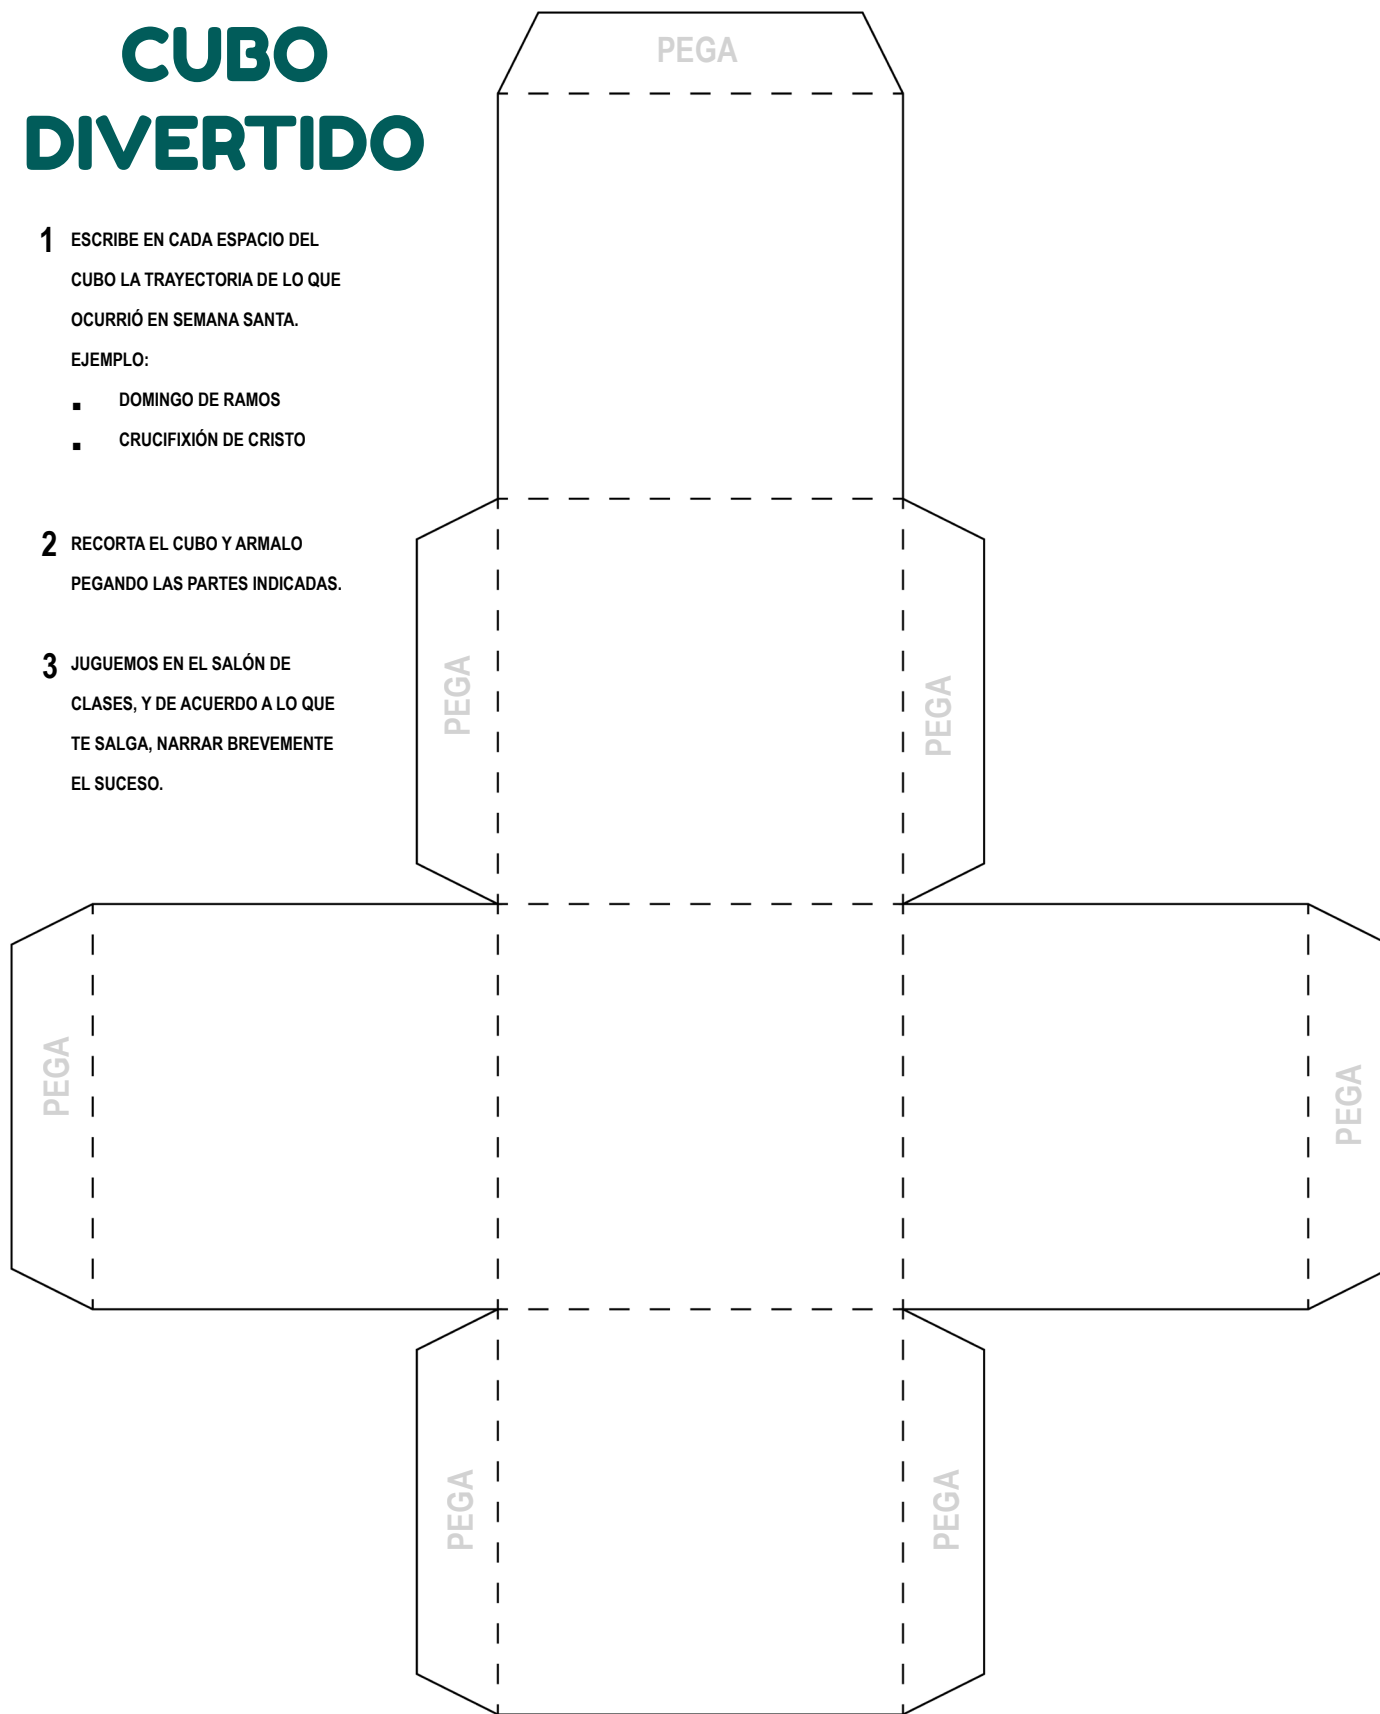 CUBO
DIVERTIDO
PEGA
1 ESCRIBE EN CADA ESPACIO DEL
CUBO LA TRAYECTORIA DE LO QUE
OCURRIÓ EN SEMANA SANTA.
EJEMPLO:
▪ DOMINGO DE RAMOS
▪ CRUCIFIXIÓN DE CRISTO
2 RECORTA EL CUBO Y ARMALO
PEGANDO LAS PARTES INDICADAS.
3 JUGUEMOS EN EL SALÓN DE
CLASES, Y DE ACUERDO A LO QUE
TE SALGA, NARRAR BREVEMENTE
EL SUCESO.
PEGA
PEGA
PEGA
PEGA
PEGA
PEGA